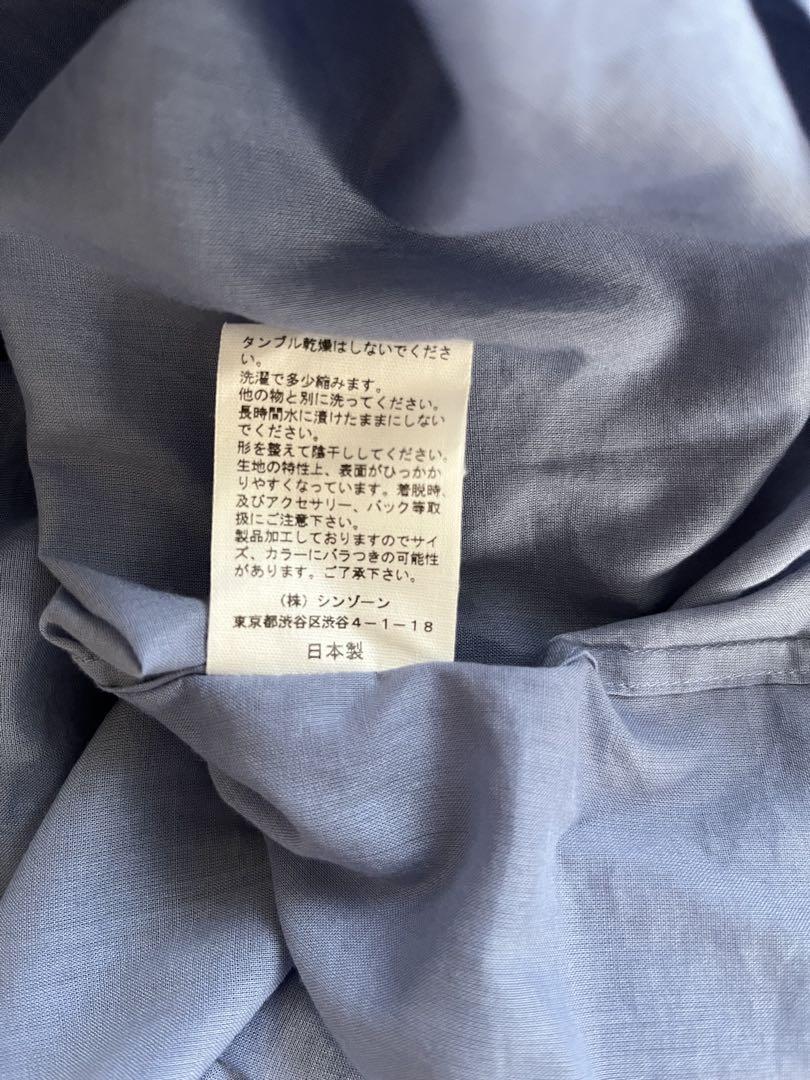 タンブル乾燥はしないでくださ
い。
洗濯で多少縮みます。
他の物と別に洗ってください。
長時間水に漬けたままにしない
でください。
形を整えて陰干ししてください。
生地の特性上、表面がひっかか
りやすくなっています。着脱時、
及びアクセサリー、バック等取
扱にご注意下さい。
製品加工しておりますのでサイ
ズ、カラーにバラつきの可能性
があります。ご了承下さい。
(株) シンゾーン
東京都渋谷区渋谷4-1-18
日本製